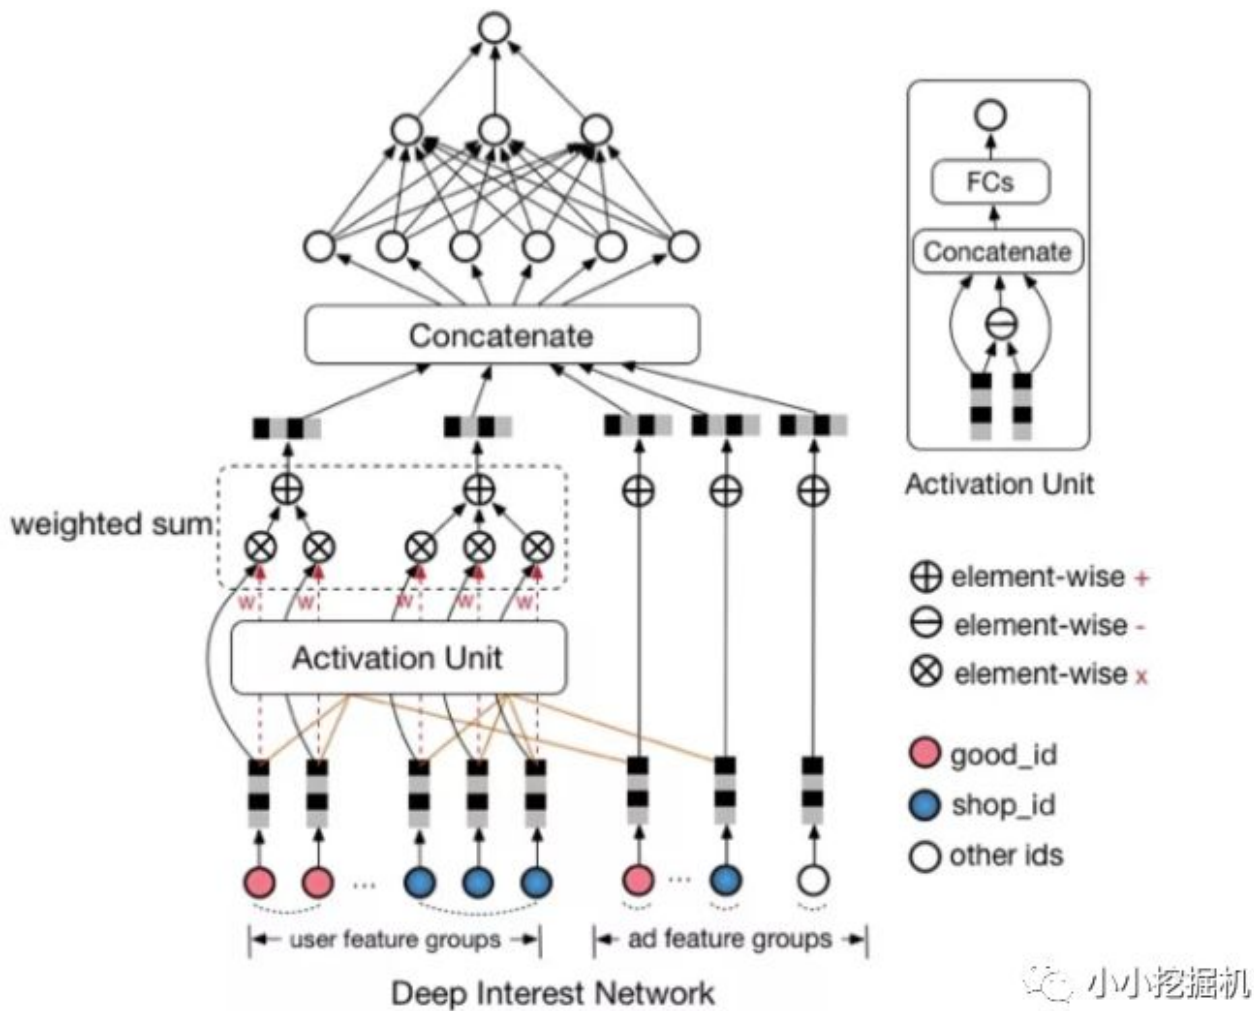 FCs
Concatenate
Activation Unit
Concatenate
weighted sum
w w w w w
Activation Unit
element-wise +
element-wise -
element-wise x
good_id
shop_id
other ids
... ...
user feature groups
ad feature groups
Deep Interest Network
小小挖掘机